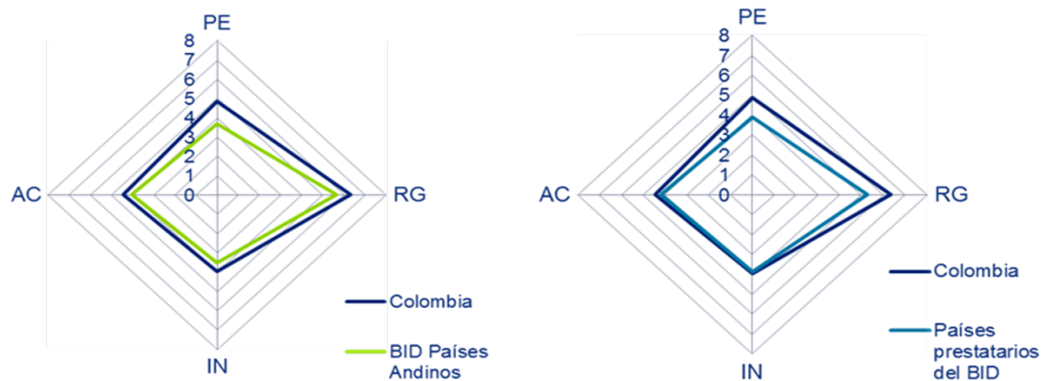 PE
8
7
6
5
4
3
2
1
0
AC
RG
IN
Colombia
BID Países
Andinos
PE
8
7
6
5
4
3
2
1
0
AC
RG
IN
Colombia
Países
prestatarios
del BID